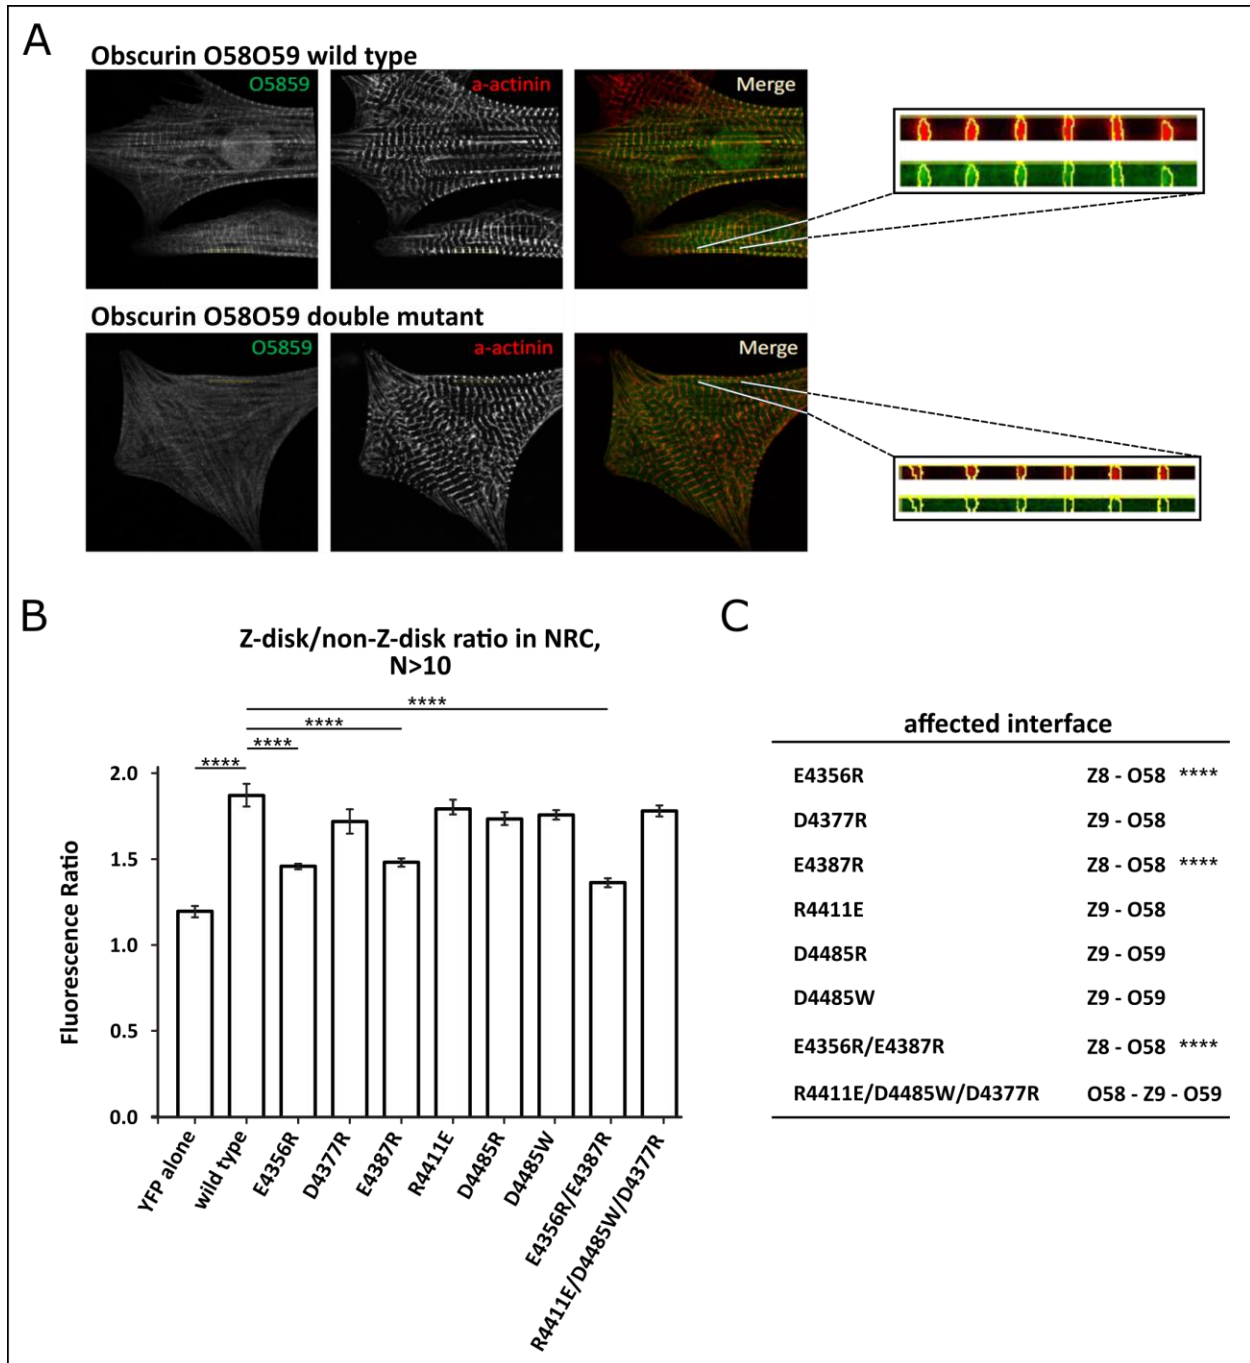 A
Obscurin O58O59 wild type
O5859
a-actinin
Merge
Obscurin O58O59 double mutant
O5859
a-actinin
Merge
B
Z-disk/non-Z-disk ratio in NRC,
N>10
****
****
****
****
2.0
1.5
1.0
0.5
0.0
Fluorescence Ratio
YFP alone
wild type
E4356R
D4377R
E4387R
R4411E
D4485R
D4485W
E4356R/E4387R
R4411E/D4485W/D4377R
C
affected interface
E4356R Z8 - O58 ****
D4377R Z9 - O58
E4387R Z8 - O58 ****
R4411E Z9 - O58
D4485R Z9 - O59
D4485W Z9 - O59
E4356R/E4387R Z8 - O58 ****
R4411E/D4485W/D4377R O58 - Z9 - O59